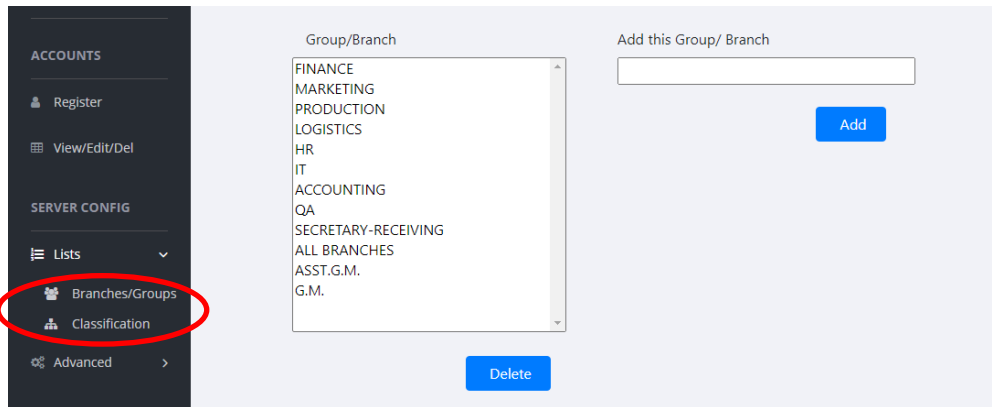 ACCOUNTS
Register
View/Edit/Del
SERVER CONFIG
Lists
Branches/Groups
Classification
Advanced
Group/Branch
FINANCE
MARKETING
PRODUCTION
LOGISTICS
HR
IT
ACCOUNTING
QA
SECRETARY-RECEIVING
ALL BRANCHES
ASST.G.M.
G.M.
Delete
Add this Group/ Branch
Add